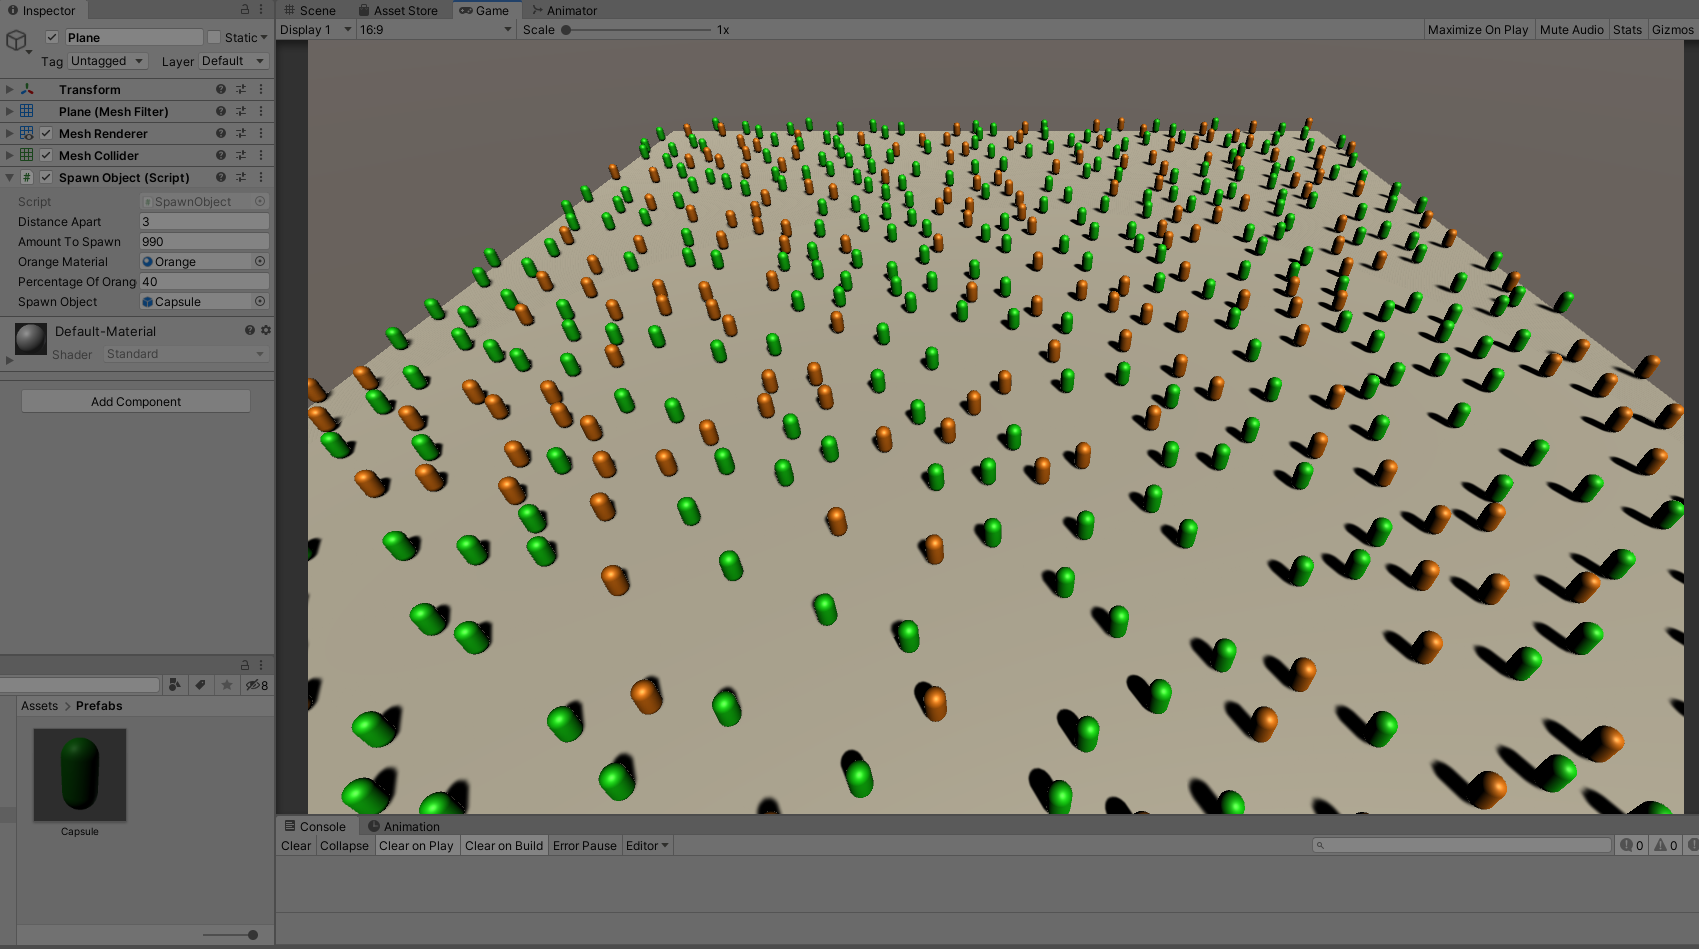 Inspector
Plane
Static
Tag Untagged Layer Default
Transform
Plane (Mesh Filter)
Mesh Renderer
Mesh Collider
Spawn Object (Script)
Script SpawnObject
Distance Apart 3
Amount To Spawn 990
Orange Material Orange
Percentage Of Orang 40
Spawn Object Capsule
Default-Material
Shader Standard
Add Component
8
Assets > Prefabs
Capsule
Scene Asset Store Game Animator
Display 1 16:9 Scale 1x Maximize On Play Mute Audio Stats Gizmos
Console Animation
Clear Collapse Clear on Play Clear on Build Error Pause Editor 0 0